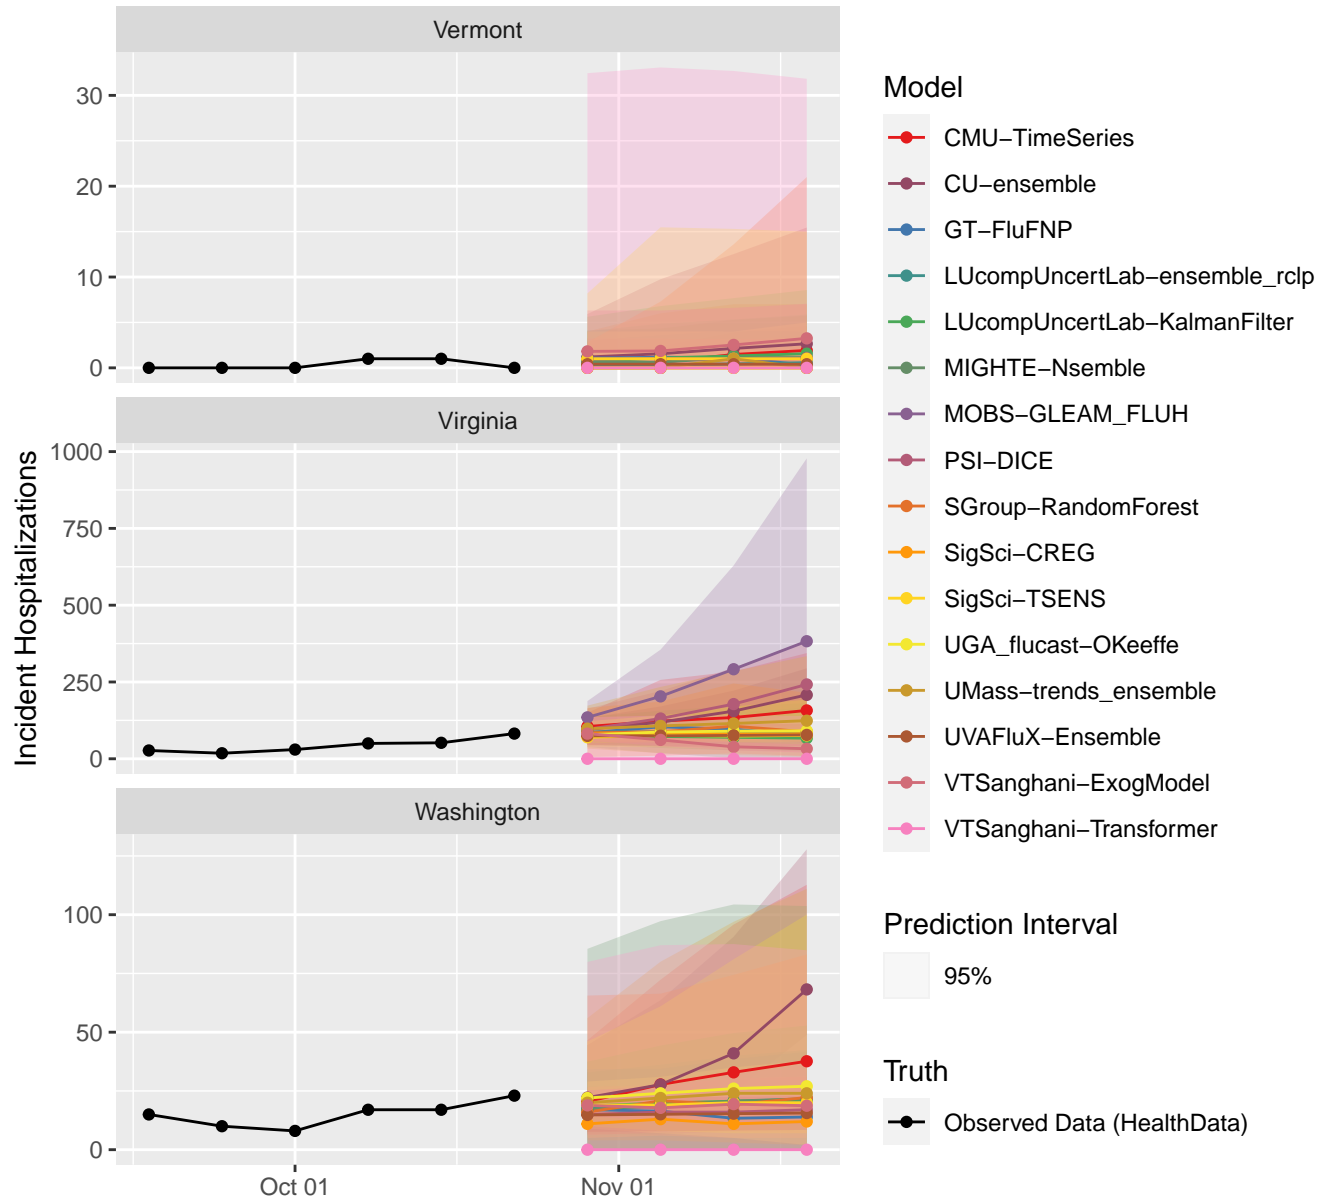 Vermont
30
20
10
0
Virginia
1000
750
500
250
0
Washington
100
50
0
Oct 01
Nov 01
Incident Hospitalizations
Model
CMU−TimeSeries
CU−ensemble
GT−FluFNP
LUcompUncertLab−ensemble_rclp
LUcompUncertLab−KalmanFilter
MIGHTE−Nsemble
MOBS−GLEAM_FLUH
PSI−DICE
SGroup−RandomForest
SigSci−CREG
SigSci−TSENS
UGA_flucast−OKeeffe
UMass−trends_ensemble
UVAFluX−Ensemble
VTSanghani−ExogModel
VTSanghani−Transformer
Prediction Interval
95%
Truth
Observed Data (HealthData)